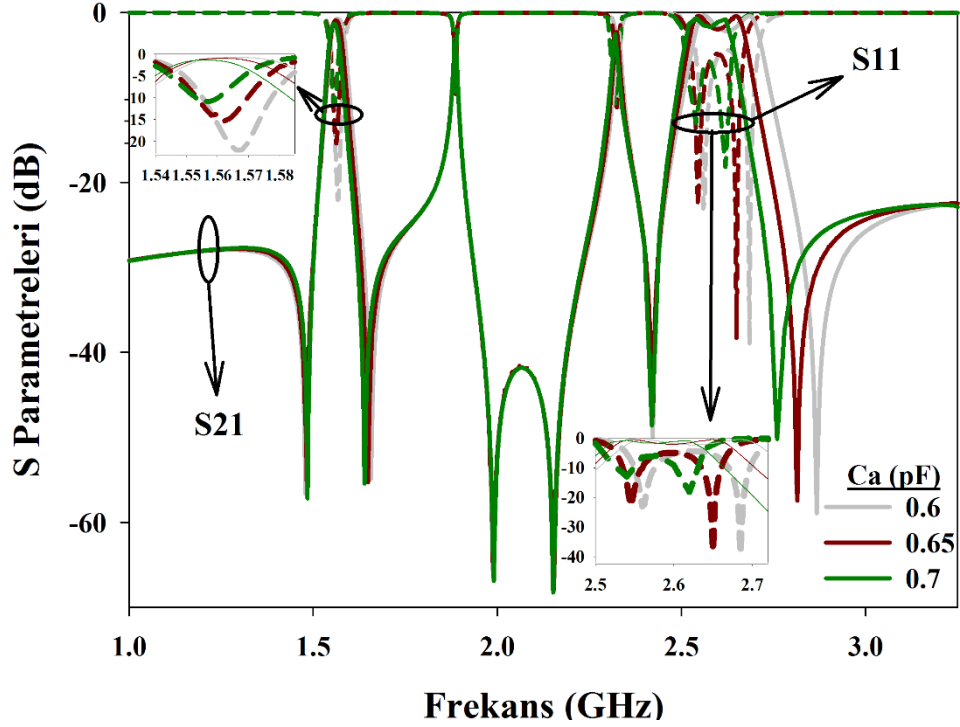 0
-20
-40
-60
S Parametreleri (dB)
1.0 1.5 2.0 2.5 3.0
Frekans (GHz)
S11
S21
0
-5
-10
-15
-20
1.54 1.55 1.56 1.57 1.58
0
-10
-20
-30
-40
2.5 2.6 2.7
Ca (pF)
0.6
0.65
0.7